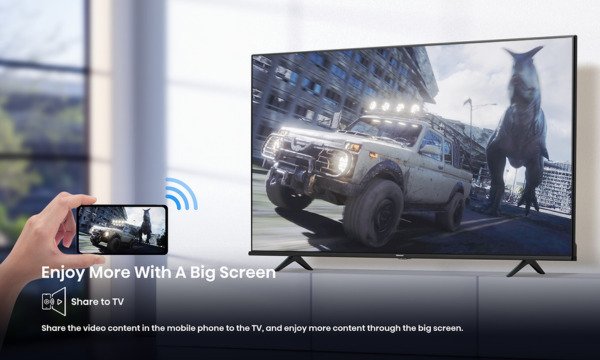 Enjoy More With A Big Screen
Share to TV
Share the video content in the mobile phone to the TV, and enjoy more content through the big screen.